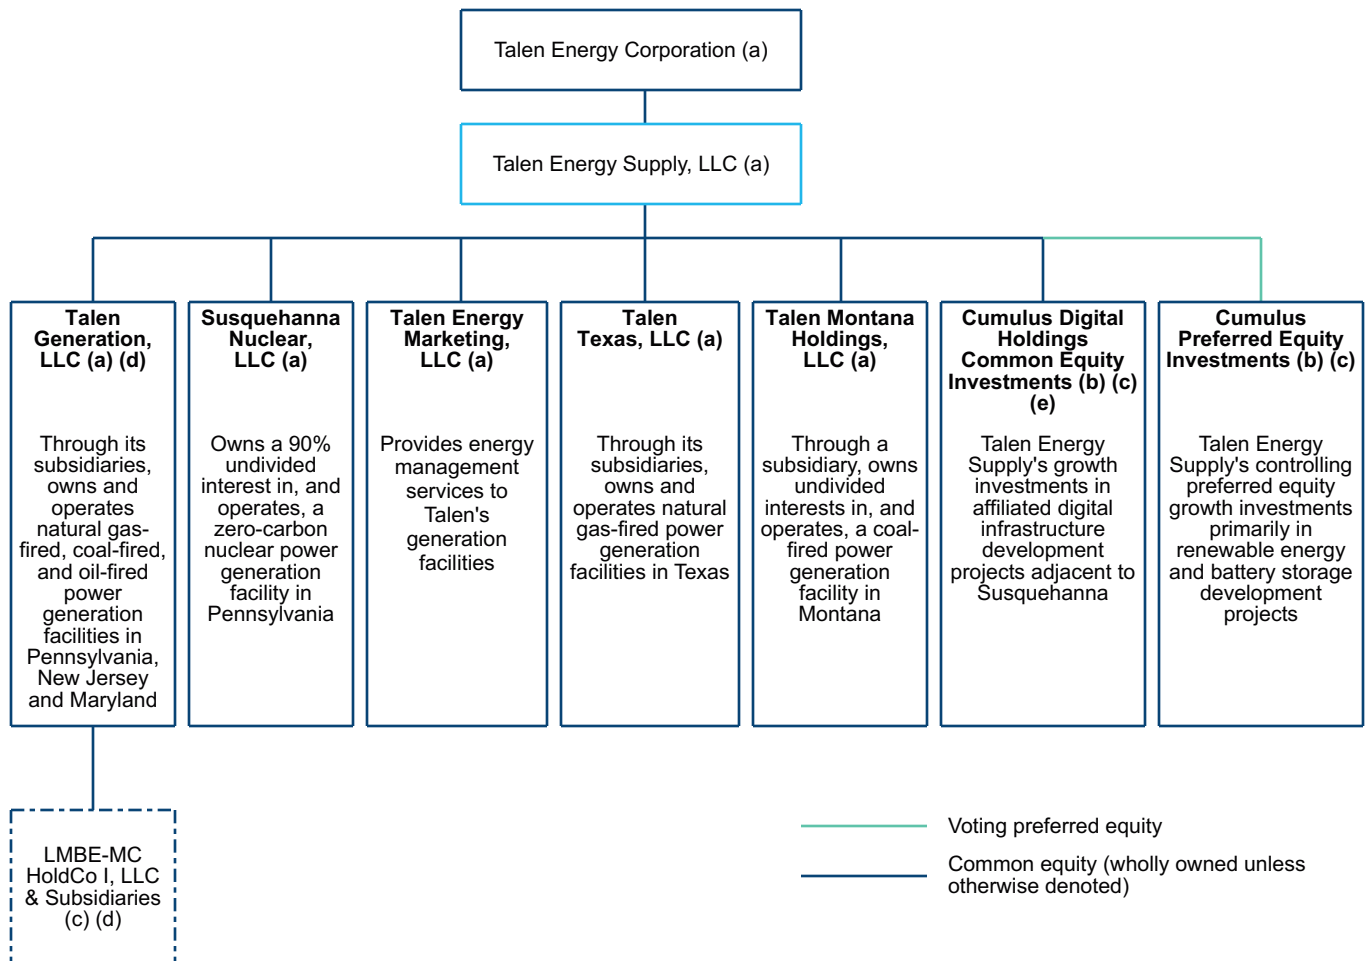 Talen Energy Corporation (a)
Talen Energy Supply, LLC (a)
Talen
Generation,
LLC (a) (d)
Through its
subsidiaries,
owns and
operates
natural gas-
fired, coal-fired,
and oil-fired
power
generation
facilities in
Pennsylvania,
New Jersey
and Maryland
Susquehanna
Nuclear,
LLC (a)
Owns a 90%
undivided
interest in, and
operates, a
zero-carbon
nuclear power
generation
facility in
Pennsylvania
Talen Energy
Marketing,
LLC (a)
Provides energy
management
services to
Talen's
generation
facilities
Talen
Texas, LLC (a)
Through its
subsidiaries,
owns and
operates natural
gas-fired power
generation
facilities in Texas
Talen Montana
Holdings,
LLC (a)
Through a
subsidiary, owns
undivided
interests in, and
operates, a coal-
fired power
generation
facility in
Montana
Cumulus Digital
Holdings
Common Equity
Investments (b) (c)
(e)
Talen Energy
Supply's growth
investments in
affiliated digital
infrastructure
development
projects adjacent to
Susquehanna
Cumulus
Preferred Equity
Investments (b) (c)
Talen Energy
Supply's controlling
preferred equity
growth investments
primarily in
renewable energy
and battery storage
development
projects
LMBE-MC
HoldCo I, LLC
& Subsidiaries
(c) (d)
Voting preferred equity
Common equity (wholly owned unless
otherwise denoted)